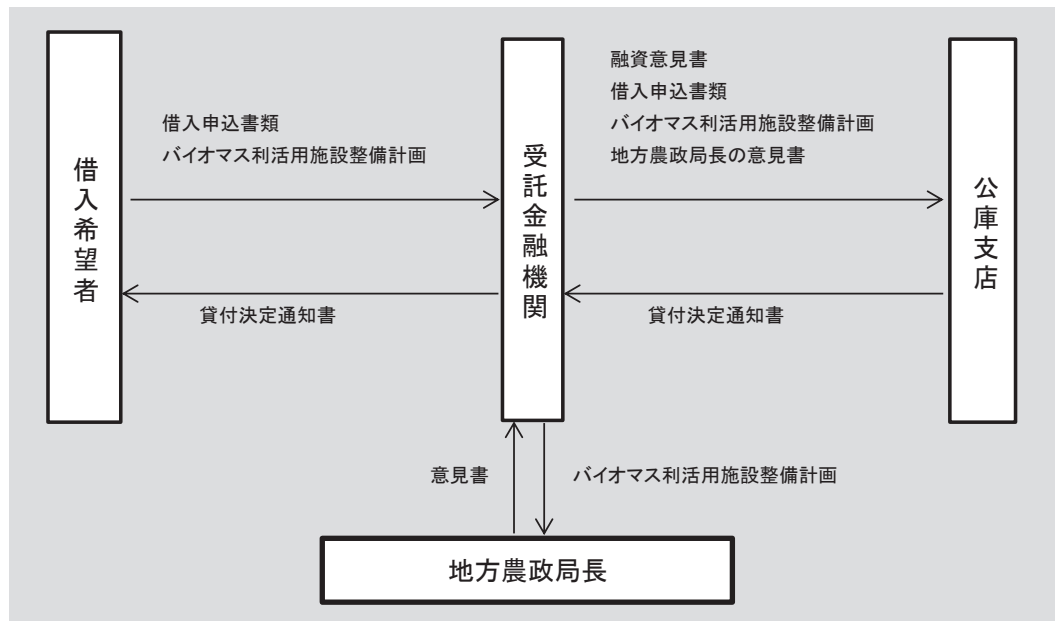 借入希望者
借入申込書類
バイオマス利活用施設整備計画
貸付決定通知書
受託金融機関
融資意見書
借入申込書類
バイオマス利活用施設整備計画
地方農政局長の意見書
貸付決定通知書
公庫支店
意見書
バイオマス利活用施設整備計画
地方農政局長